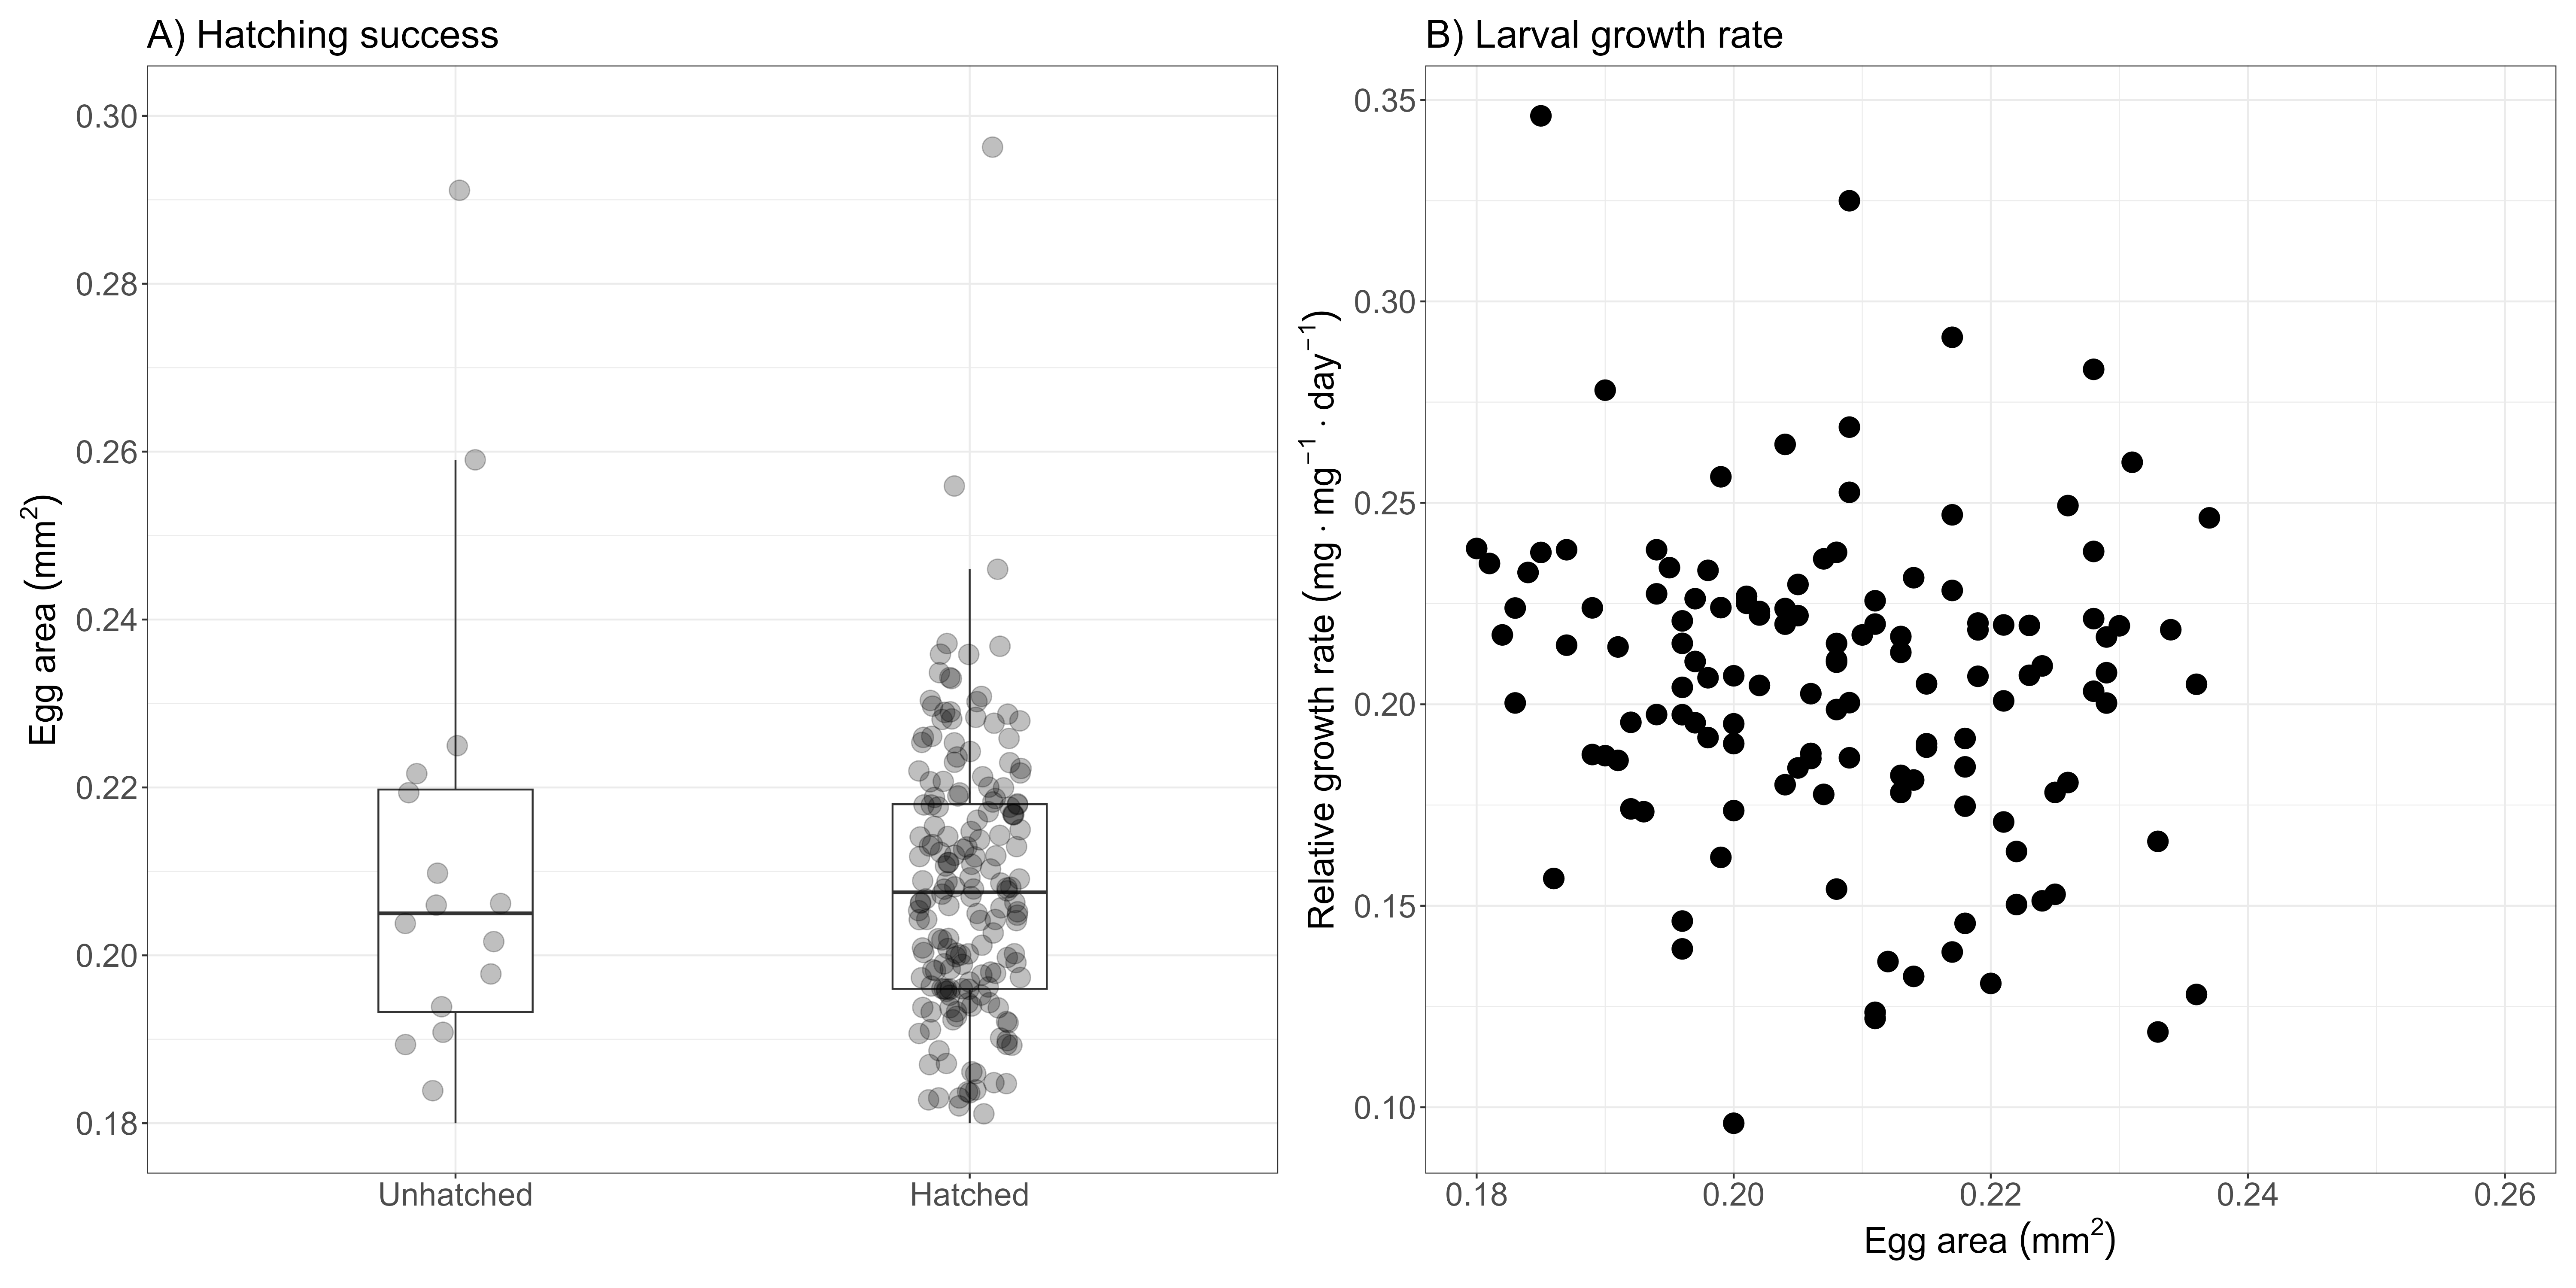 A) Hatching success
Egg area (mm²)
0.30
0.28
0.26
0.24
0.22
0.20
0.18
Unhatched
Hatched
B) Larval growth rate
Relative growth rate (mg · mg⁻¹ · day⁻¹)
0.35
0.30
0.25
0.20
0.15
0.10
0.18
0.20
0.22
0.24
0.26
Egg area (mm²)